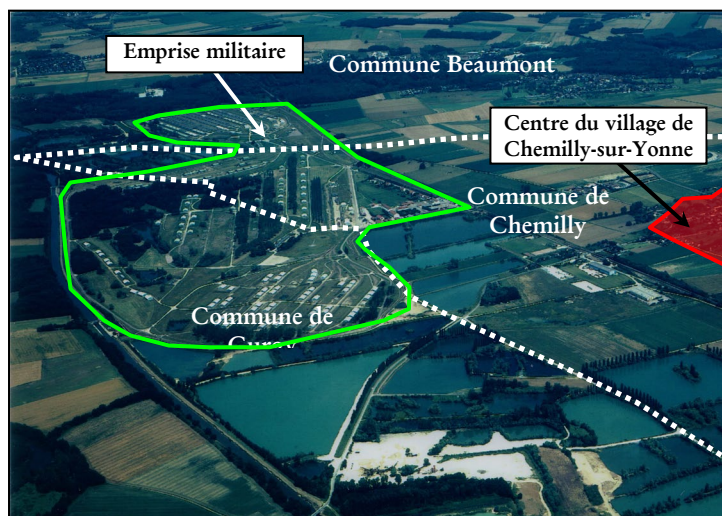 Emprise militaire
Commune Beaumont
Centre du village de
Chemilly-sur-Yonne
Commune de
Chemilly
Commune de